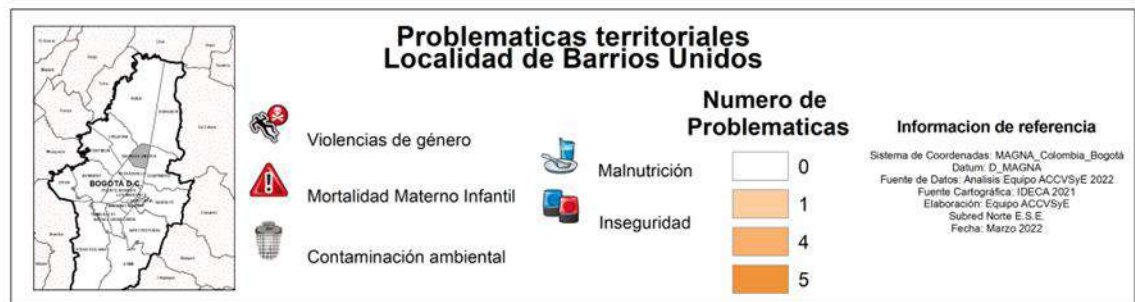 Problematicas territoriales
Localidad de Barrios Unidos
BOGOTÁ D.C.
Violencias de género
Mortalidad Materno Infantil
Contaminación ambiental
Malnutrición
Inseguridad
Numero de
Problematicas
0
1
4
5
Informacion de referencia
Sistema de Coordenadas: MAGNA_Colombia_Bogotá
Datum: D_MAGNA
Fuente de Datos: Analisis Equipo ACCVSyE 2022
Fuente Cartográfica: IDECA 2021
Elaboración: Equipo ACCVSyE
Subred Norte E.S.E.
Fecha: Marzo 2022